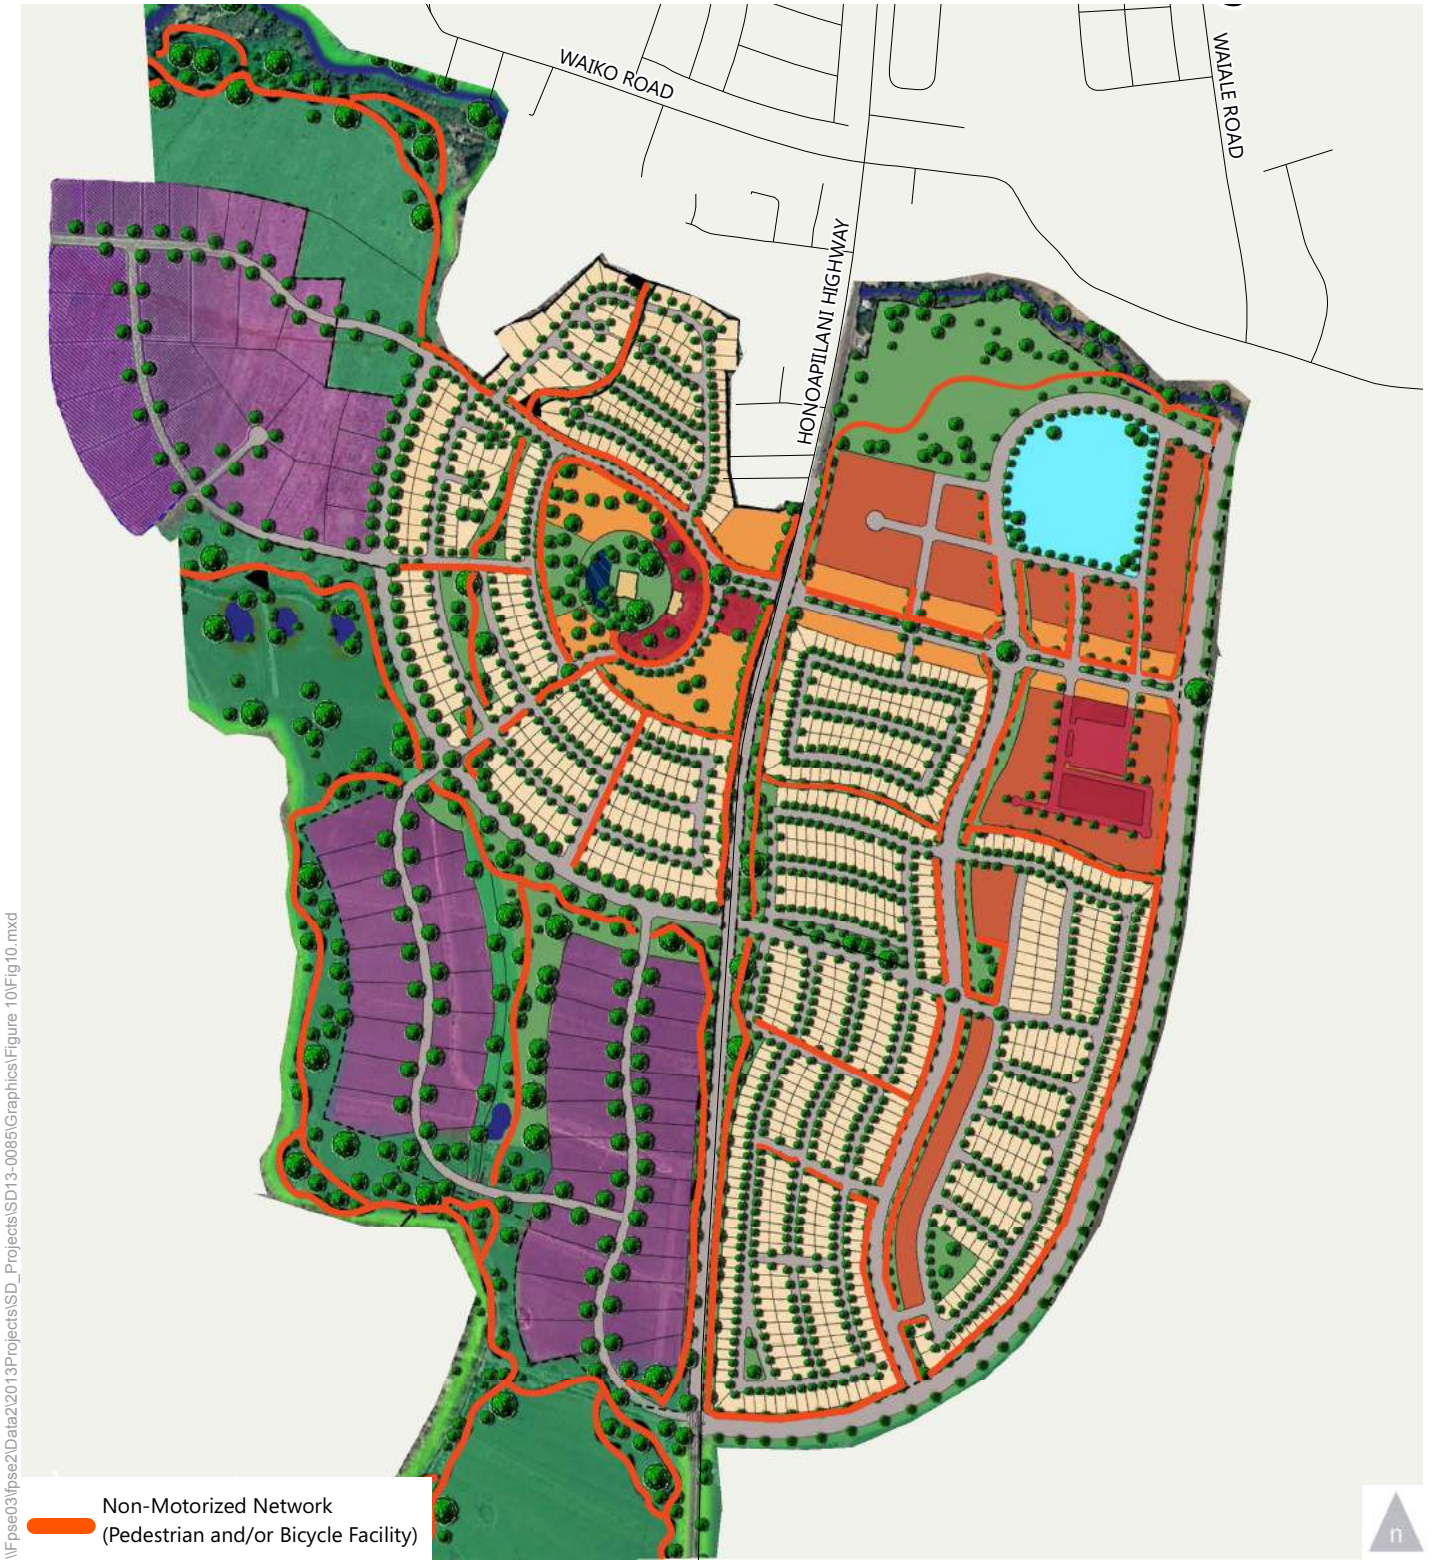 WAIKO ROAD
WAIALE ROAD
HONOAPIILANI HIGHWAY
\\Fpse03\fpse2\Data2\2013Projects\SD_Projects\SD13-0085\Graphics\Figure 10\Fig10.mxd
Non-Motorized Network
(Pedestrian and/or Bicycle Facility)
n